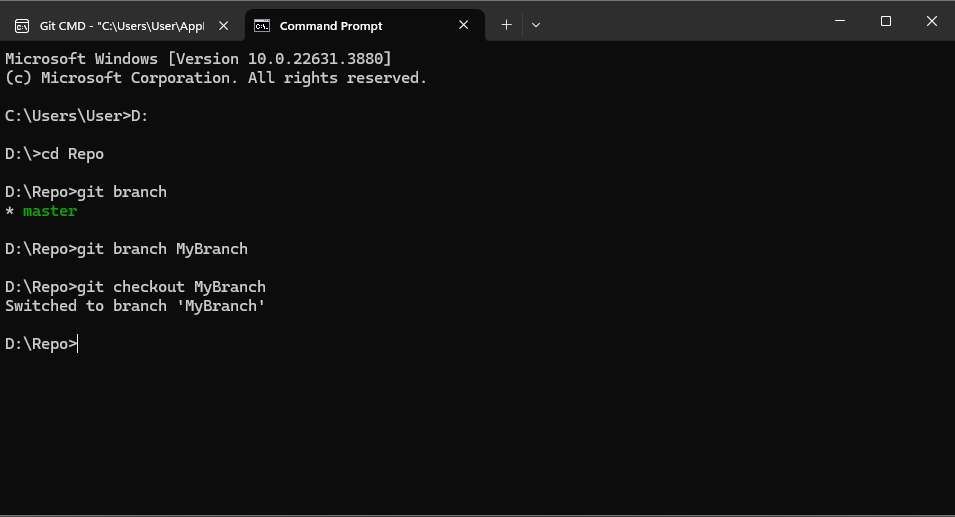 Git CMD - "C:\Users\User\Appl
Command Prompt
Microsoft Windows [Version 10.0.22631.3880]
(c) Microsoft Corporation. All rights reserved.
C:\Users\User>D:
D:\>cd Repo
D:\Repo>git branch
* master
D:\Repo>git branch MyBranch
D:\Repo>git checkout MyBranch
Switched to branch 'MyBranch'
D:\Repo>